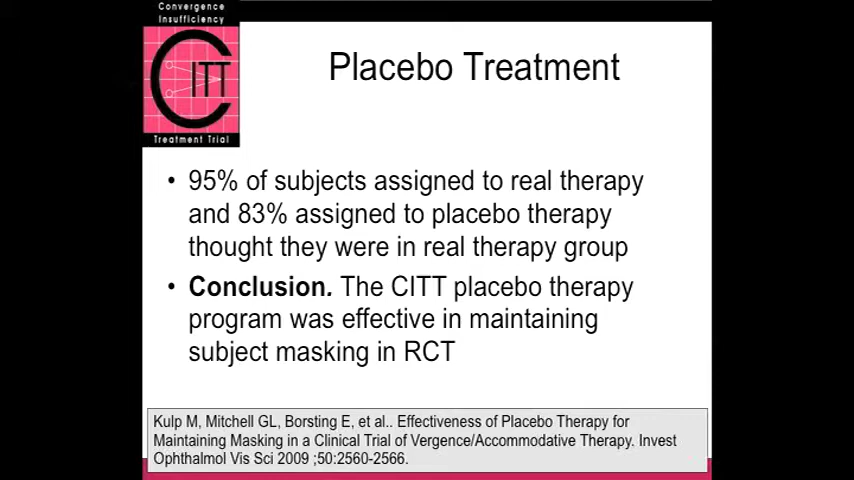 Convergence
Insufficiency
CITT
Treatment Trial
Placebo Treatment
• 95% of subjects assigned to real therapy
and 83% assigned to placebo therapy
thought they were in real therapy group
• Conclusion. The CITT placebo therapy
program was effective in maintaining
subject masking in RCT
Kulp M, Mitchell GL, Borsting E, et al.. Effectiveness of Placebo Therapy for
Maintaining Masking in a Clinical Trial of Vergence/Accommodative Therapy. Invest
Ophthalmol Vis Sci 2009 ;50:2560-2566.